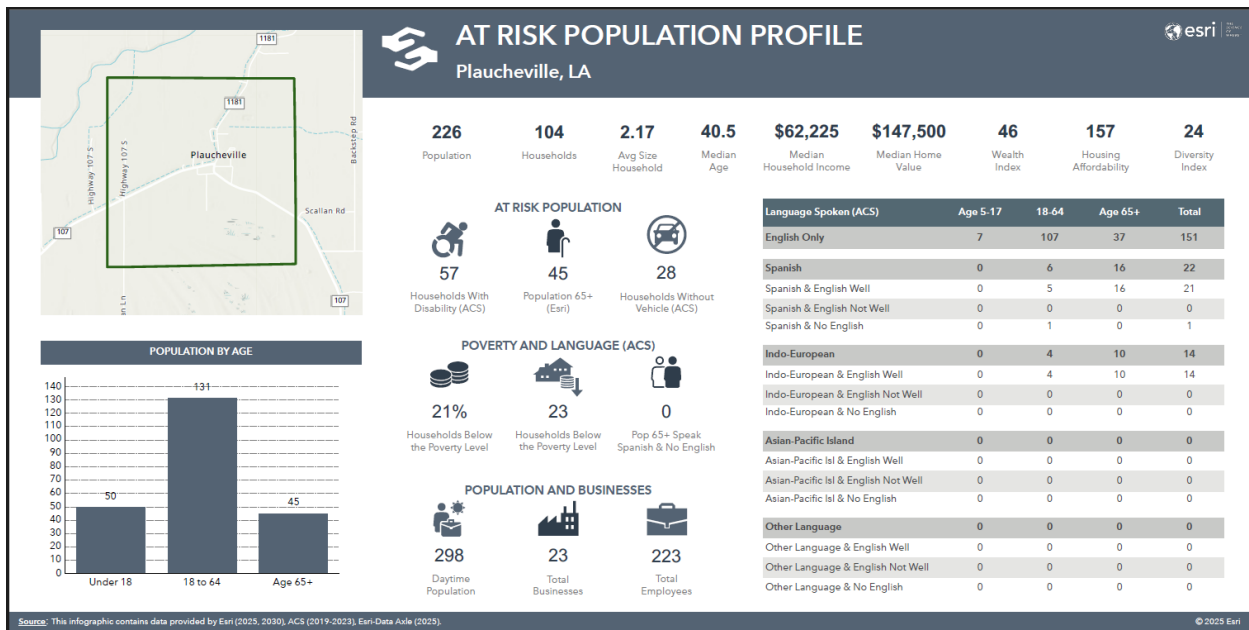 AT RISK POPULATION PROFILE
Plaucheville, LA
esri
1181
1181
Plaucheville
Highway 107 S
Highway 107 S
Backstep Rd
Scallan Rd
107
107
an Ln
226
Population
104
Households
2.17
Avg Size
Household
40.5
Median
Age
$62,225
Median
Household Income
$147,500
Median Home
Value
46
Wealth
Index
157
Housing
Affordability
24
Diversity
Index
AT RISK POPULATION
57
Households With
Disability (ACS)
45
Population 65+
(Esri)
28
Households Without
Vehicle (ACS)
POVERTY AND LANGUAGE (ACS)
21%
Households Below
the Poverty Level
23
Households Below
the Poverty Level
0
Pop 65+ Speak
Spanish & No English
POPULATION AND BUSINESSES
298
Daytime
Population
23
Total
Businesses
223
Total
Employees
POPULATION BY AGE
140
130
120
110
100
90
80
70
60
50
40
30
20
10
0
50
131
45
Under 18
18 to 64
Age 65+
Language Spoken (ACS) Age 5-17 18-64 Age 65+ Total
English Only 7 107 37 151
Spanish 0 6 16 22
Spanish & English Well 0 5 16 21
Spanish & English Not Well 0 0 0 0
Spanish & No English 0 1 0 1
Indo-European 0 4 10 14
Indo-European & English Well 0 4 10 14
Indo-European & English Not Well 0 0 0 0
Indo-European & No English 0 0 0 0
Asian-Pacific Island 0 0 0 0
Asian-Pacific Isl & English Well 0 0 0 0
Asian-Pacific Isl & English Not Well 0 0 0 0
Asian-Pacific Isl & No English 0 0 0 0
Other Language 0 0 0 0
Other Language & English Well 0 0 0 0
Other Language & English Not Well 0 0 0 0
Other Language & No English 0 0 0 0
Source: This infographic contains data provided by Esri (2025, 2030), ACS (2019-2023), Esri-Data Axle (2025).
© 2025 Esri